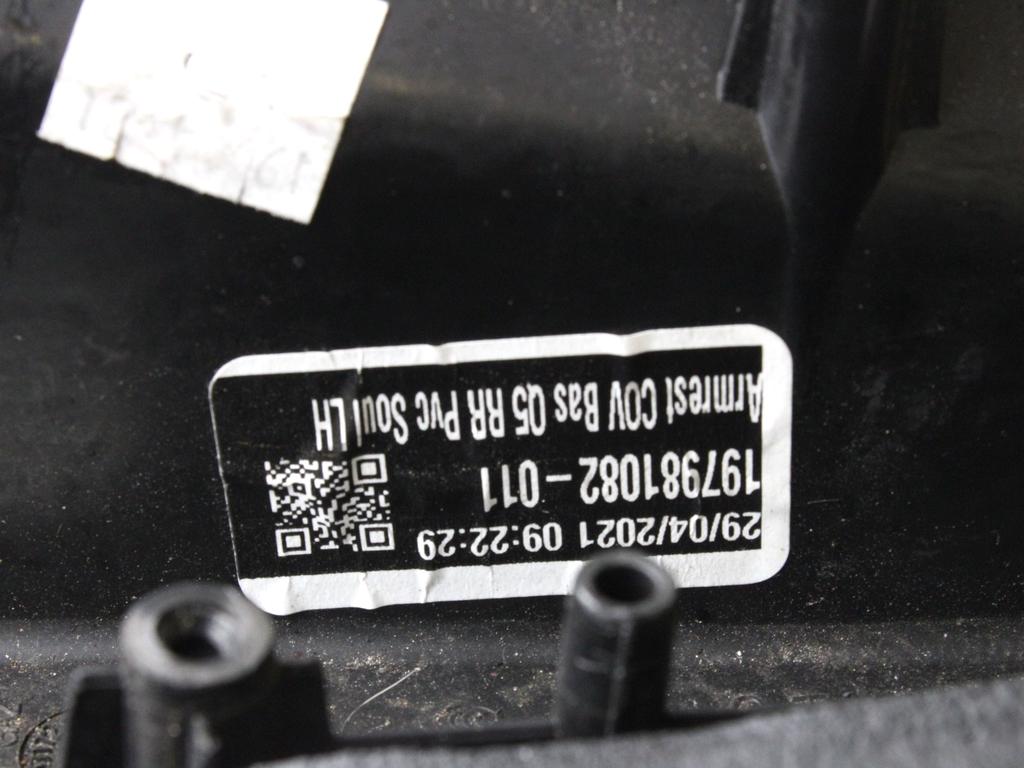 29/04/2021 09:22:29
197981082-011
Armrest COV Bas Q5 RR Pvc Soul LH